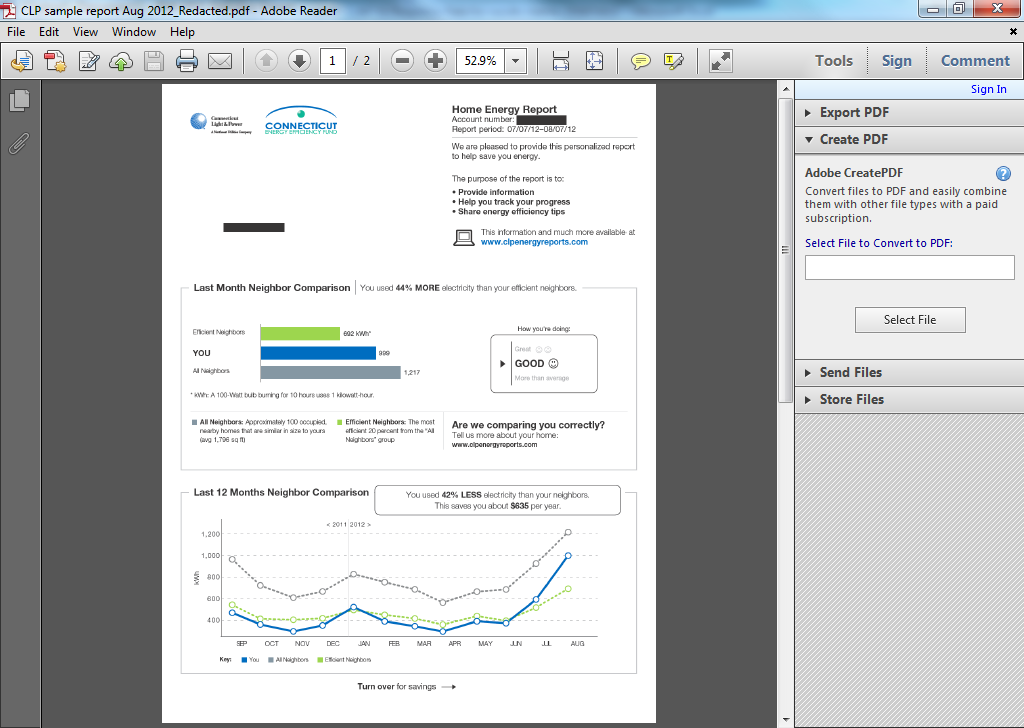 CLP sample report Aug 2012_Redacted.pdf - Adobe Reader
File Edit View Window Help
1 / 2 52.9% Tools Sign Comment
Sign In
Export PDF
Create PDF
Adobe CreatePDF
Convert files to PDF and easily combine
them with other file types with a paid
subscription.
Select File to Convert to PDF:
Select File
Send Files
Store Files
Connecticut
Light & Power
A Northeast Utilities Company
CONNECTICUT
ENERGY EFFICIENCY FUND
Home Energy Report
Account number:
Report period: 07/07/12–08/07/12
We are pleased to provide this personalized report
to help save you energy.
The purpose of the report is to:
• Provide information
• Help you track your progress
• Share energy efficiency tips
This information and much more available at
www.clpenergyreports.com
Last Month Neighbor Comparison | You used 44% MORE electricity than your efficient neighbors.
Efficient Neighbors 692 kWh*
YOU 999
All Neighbors 1,217
* kWh: A 100-Watt bulb burning for 10 hours uses 1 kilowatt-hour.
How you're doing:
Great
GOOD
More than average
All Neighbors: Approximately 100 occupied,
nearby homes that are similar in size to yours
(avg 1,796 sq ft)
Efficient Neighbors: The most
efficient 20 percent from the "All
Neighbors" group
Are we comparing you correctly?
Tell us more about your home:
www.clpenergyreports.com
Last 12 Months Neighbor Comparison
You used 42% LESS electricity than your neighbors.
This saves you about $635 per year.
< 2011 2012 >
1,200
1,000
800
600
400
kWh
SEP OCT NOV DEC JAN FEB MAR APR MAY JUN JUL AUG
Key: You All Neighbors Efficient Neighbors
Turn over for savings